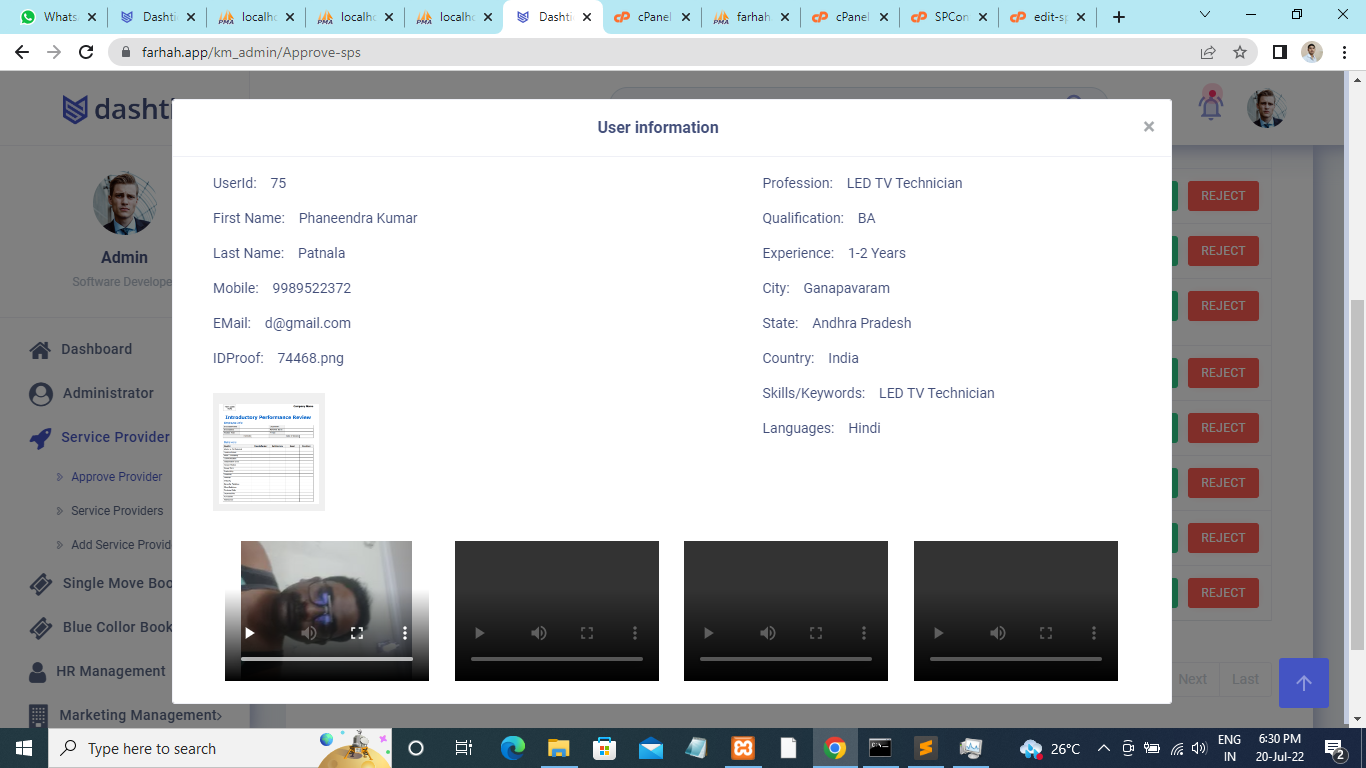 Whats
Dashti
localho
localho
localho
Dashti
cPanel
farhah
cPanel
SPCon
edit-sp
farhah.app/km_admin/Approve-sps
dashti
User information
×
UserId: 75
First Name: Phaneendra Kumar
Last Name: Patnala
Mobile: 9989522372
EMail: d@gmail.com
IDProof: 74468.png
Profession: LED TV Technician
Qualification: BA
Experience: 1-2 Years
City: Ganapavaram
State: Andhra Pradesh
Country: India
Skills/Keywords: LED TV Technician
Languages: Hindi
Introductory Performance Review
Admin
Software Develope
Dashboard
Administrator
Service Provider
Approve Provider
Service Providers
Add Service Provid
Single Move Boo
Blue Collor Book
HR Management
Marketing Management
REJECT
REJECT
REJECT
REJECT
REJECT
REJECT
REJECT
REJECT
Next
Last
Type here to search
26°C
ENG
IN
6:30 PM
20-Jul-22
2